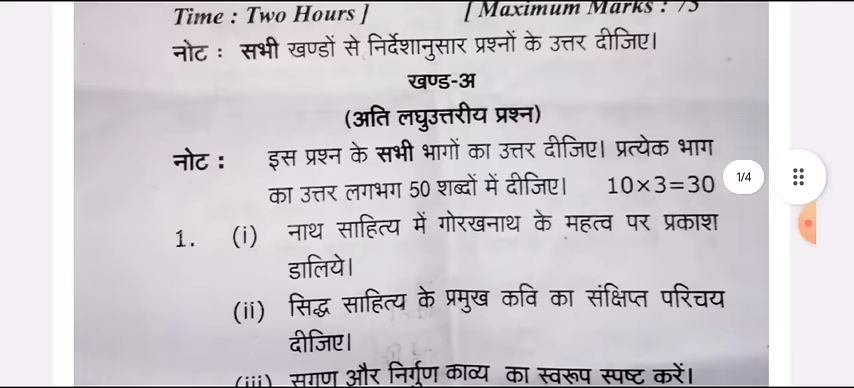 Time : Two Hours ] [ Maximum Marks : 75
नोट : सभी खण्डों से निर्देशानुसार प्रश्नों के उत्तर दीजिए।
खण्ड-अ
(अति लघुउत्तरीय प्रश्न)
नोट : इस प्रश्न के सभी भागों का उत्तर दीजिए। प्रत्येक भाग
का उत्तर लगभग 50 शब्दों में दीजिए। 10×3=30
1/4
1. (i) नाथ साहित्य में गोरखनाथ के महत्व पर प्रकाश
डालिये।
(ii) सिद्ध साहित्य के प्रमुख कवि का संक्षिप्त परिचय
दीजिए।
(iii) सगुण और निर्गुण काव्य का स्वरूप स्पष्ट करें।